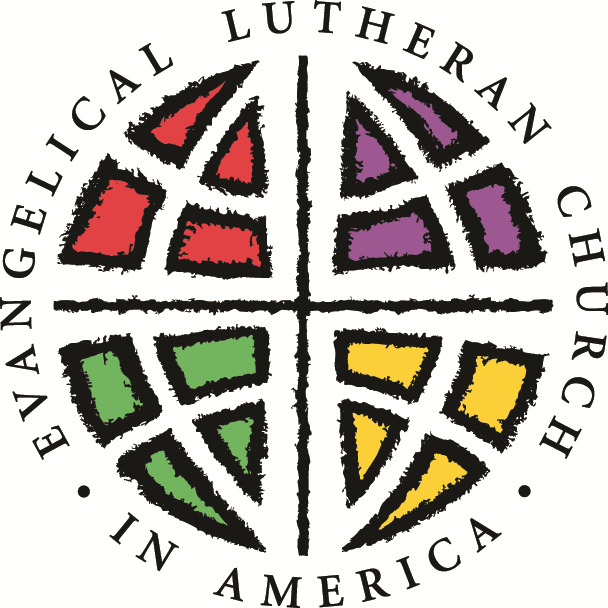 EVANGELICAL LUTHERAN CHURCH
• IN AMERICA •